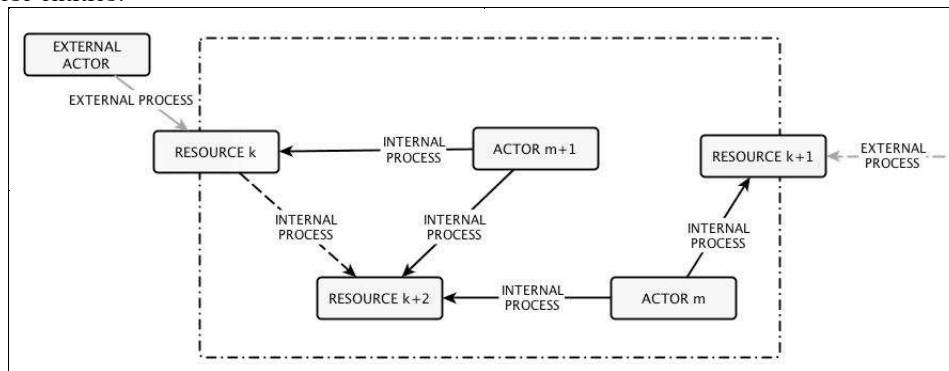 EXTERNAL
ACTOR
EXTERNAL PROCESS
RESOURCE k
INTERNAL
PROCESS
ACTOR m+1
RESOURCE k+1
EXTERNAL
PROCESS
INTERNAL
PROCESS
INTERNAL
PROCESS
INTERNAL
PROCESS
RESOURCE k+2
INTERNAL
PROCESS
ACTOR m